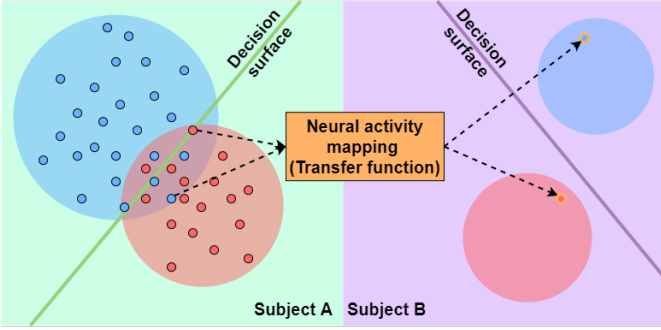 Decision
surface
Neural activity
mapping
(Transfer function)
Decision
surface
Subject A
Subject B